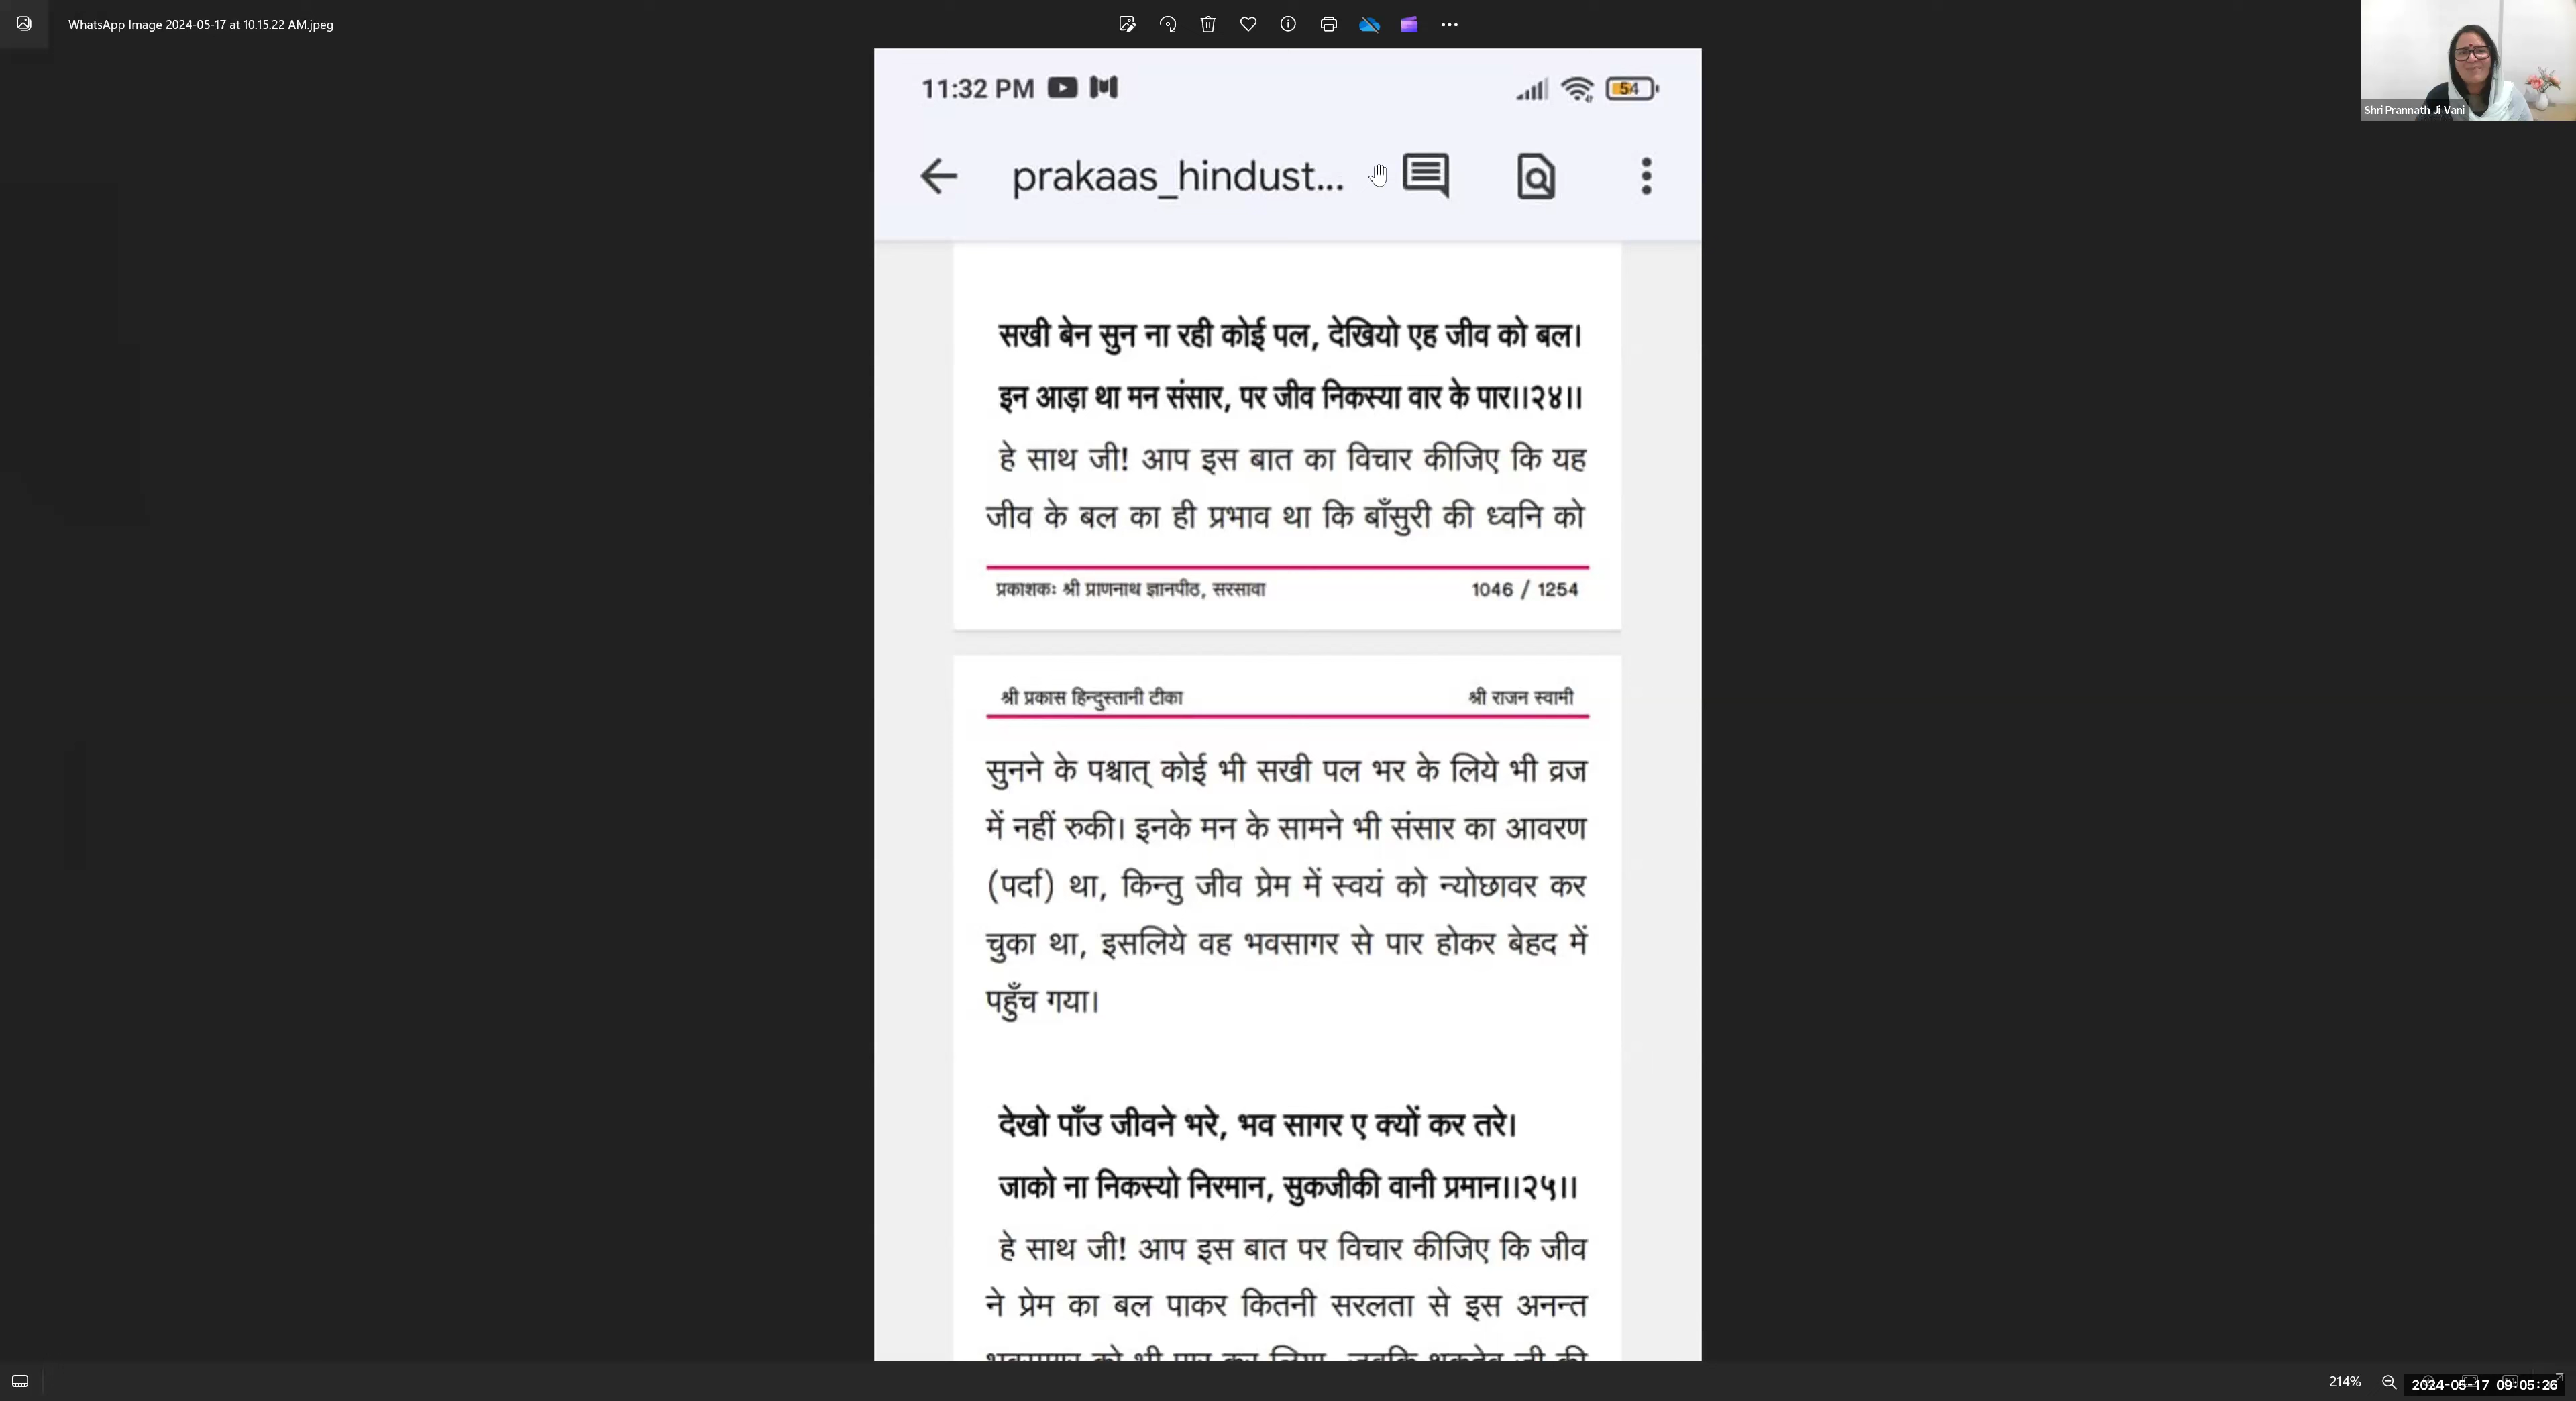 WhatsApp Image 2024-05-17 at 10.15.22 AM.jpeg
Shri Prannath Ji Vani
11:32 PM
54
prakaas_hindust...
सखी बेन सुन ना रही कोई पल, देखियो एह जीव को बल।
इन आड़ा था मन संसार, पर जीव निकस्या वार के पार।।२४।।
हे साथ जी! आप इस बात का विचार कीजिए कि यह
जीव के बल का ही प्रभाव था कि बाँसुरी की ध्वनि को
प्रकाशकः श्री प्राणनाथ ज्ञानपीठ, सरसावा 1046 / 1254
श्री प्रकास हिन्दुस्तानी टीका श्री राजन स्वामी
सुनने के पश्चात् कोई भी सखी पल भर के लिये भी व्रज
में नहीं रुकी। इनके मन के सामने भी संसार का आवरण
(पर्दा) था, किन्तु जीव प्रेम में स्वयं को न्योछावर कर
चुका था, इसलिये वह भवसागर से पार होकर बेहद में
पहुँच गया।
देखो पाँउ जीवने भरे, भव सागर ए क्यों कर तरे।
जाको ना निकस्यो निरमान, सुकजीकी वानी प्रमान।।२५।।
हे साथ जी! आप इस बात पर विचार कीजिए कि जीव
ने प्रेम का बल पाकर कितनी सरलता से इस अनन्त
214%
2024-05-17 09:05:26